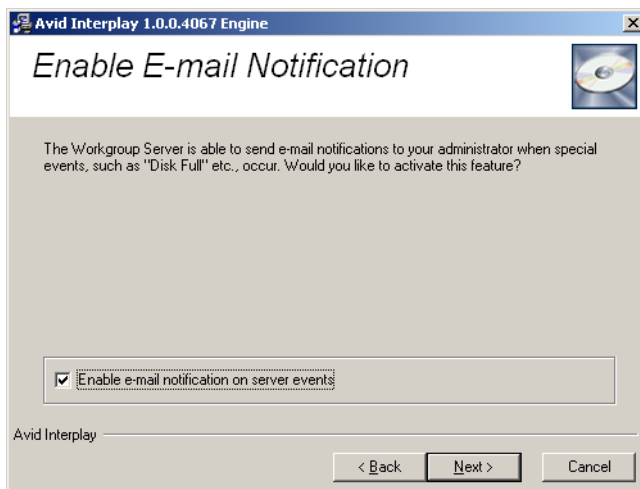 Avid Interplay 1.0.0.4067 Engine
Enable E-mail Notification
The Workgroup Server is able to send e-mail notifications to your administrator when special
events, such as "Disk Full" etc., occur. Would you like to activate this feature?
Enable e-mail notification on server events
Avid Interplay
< Back
Next >
Cancel